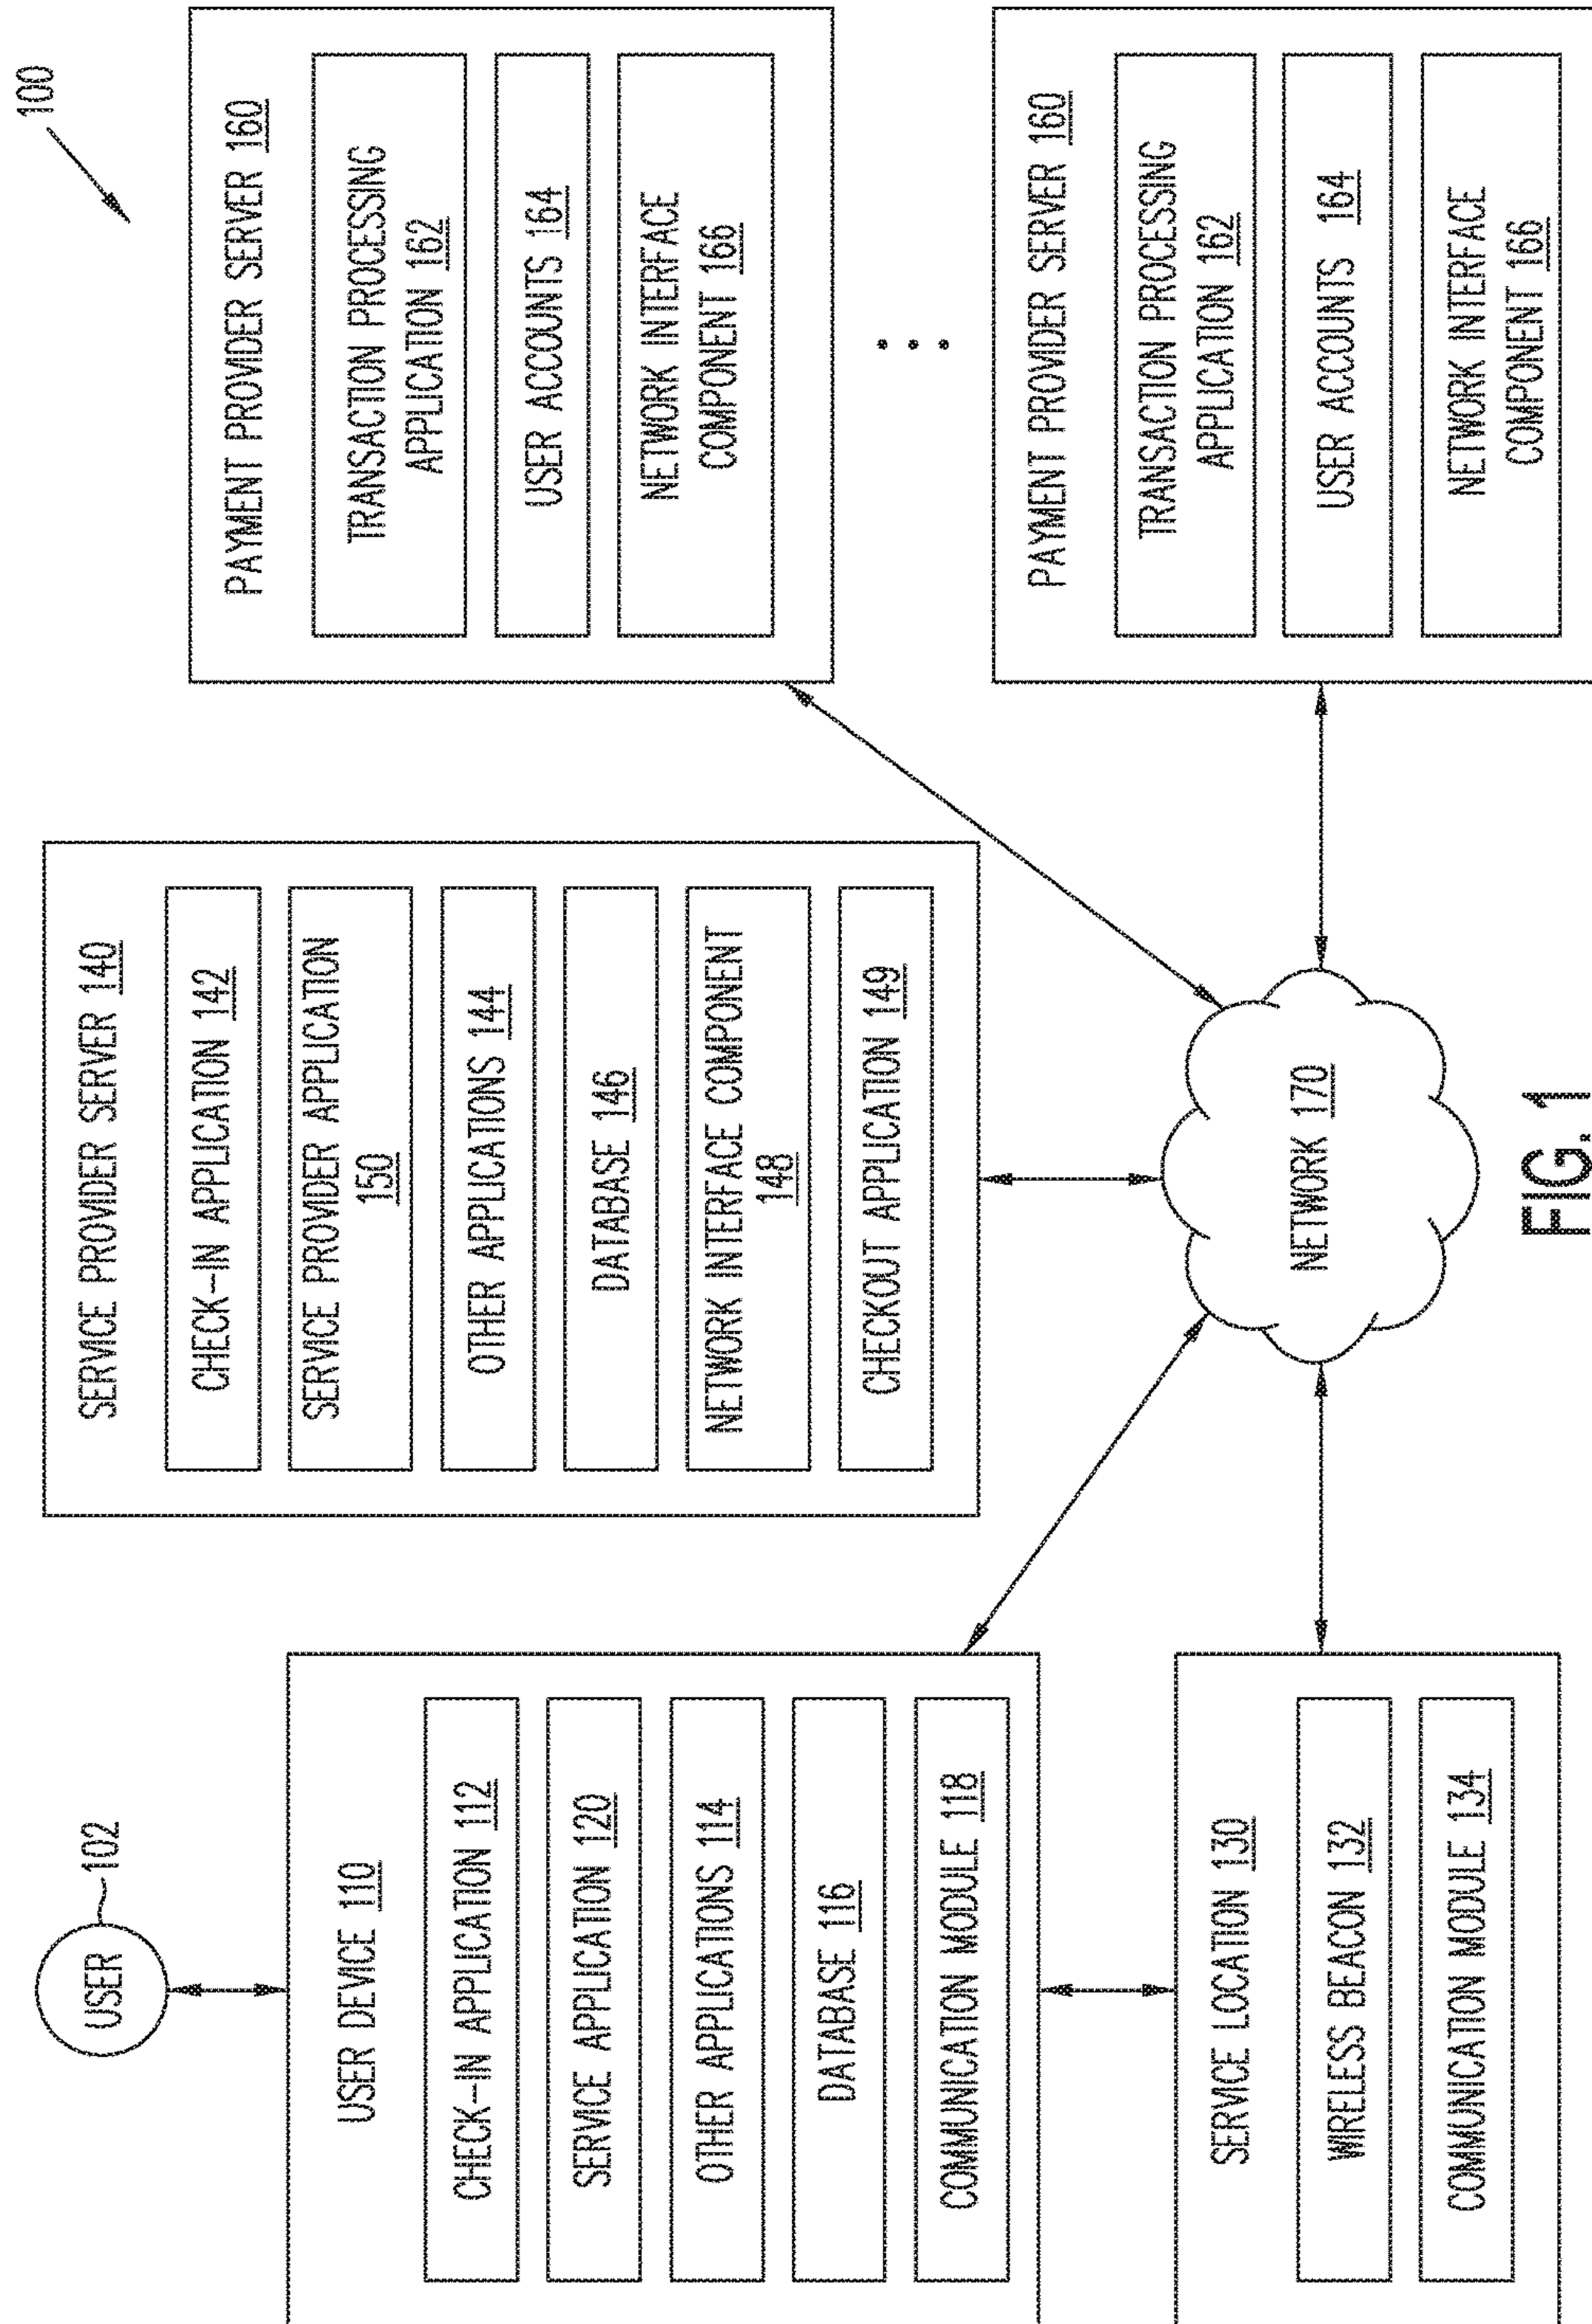 100
USER
102
USER DEVICE 110
CHECK-IN APPLICATION 112
SERVICE APPLICATION 120
OTHER APPLICATIONS 114
DATABASE 116
COMMUNICATION MODULE 118
SERVICE LOCATION 130
WIRELESS BEACON 132
COMMUNICATION MODULE 134
SERVICE PROVIDER SERVER 140
CHECK-IN APPLICATION 142
SERVICE PROVIDER APPLICATION
150
OTHER APPLICATIONS 144
DATABASE 146
NETWORK INTERFACE COMPONENT
148
CHECKOUT APPLICATION 149
NETWORK 170
PAYMENT PROVIDER SERVER 160
TRANSACTION PROCESSING
APPLICATION 162
USER ACCOUNTS 164
NETWORK INTERFACE
COMPONENT 166
PAYMENT PROVIDER SERVER 160
TRANSACTION PROCESSING
APPLICATION 162
USER ACCOUNTS 164
NETWORK INTERFACE
COMPONENT 166
FIG. 1